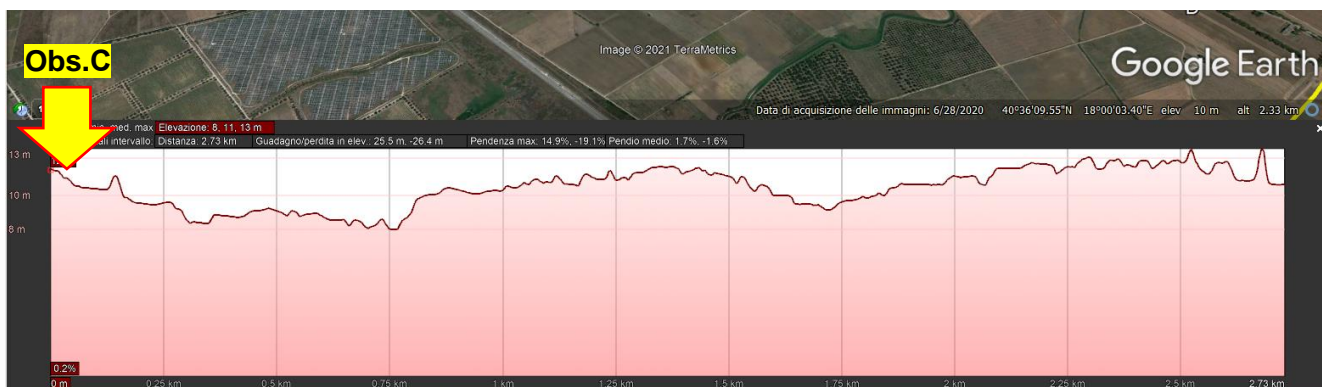 Obs.C
Image © 2021 TerraMetrics
Google Earth
Data di acquisizione delle immagini: 6/28/2020 40°36'09.55"N 18°00'03.40"E elev 10 m alt 2.33 km
med. max Elevazione: 8, 11, 13 m
ali intervallo: Distanza: 2.73 km Guadagno/perdita in elev.: 25.5 m, -26.4 m Pendenza max: 14.9%, -19.1% Pendio medio: 1.7%, -1.6%
13 m
10 m
8 m
0.2%
0 m 0.25 km 0.5 km 0.75 km 1 km 1.25 km 1.5 km 1.75 km 2 km 2.25 km 2.5 km 2.73 km